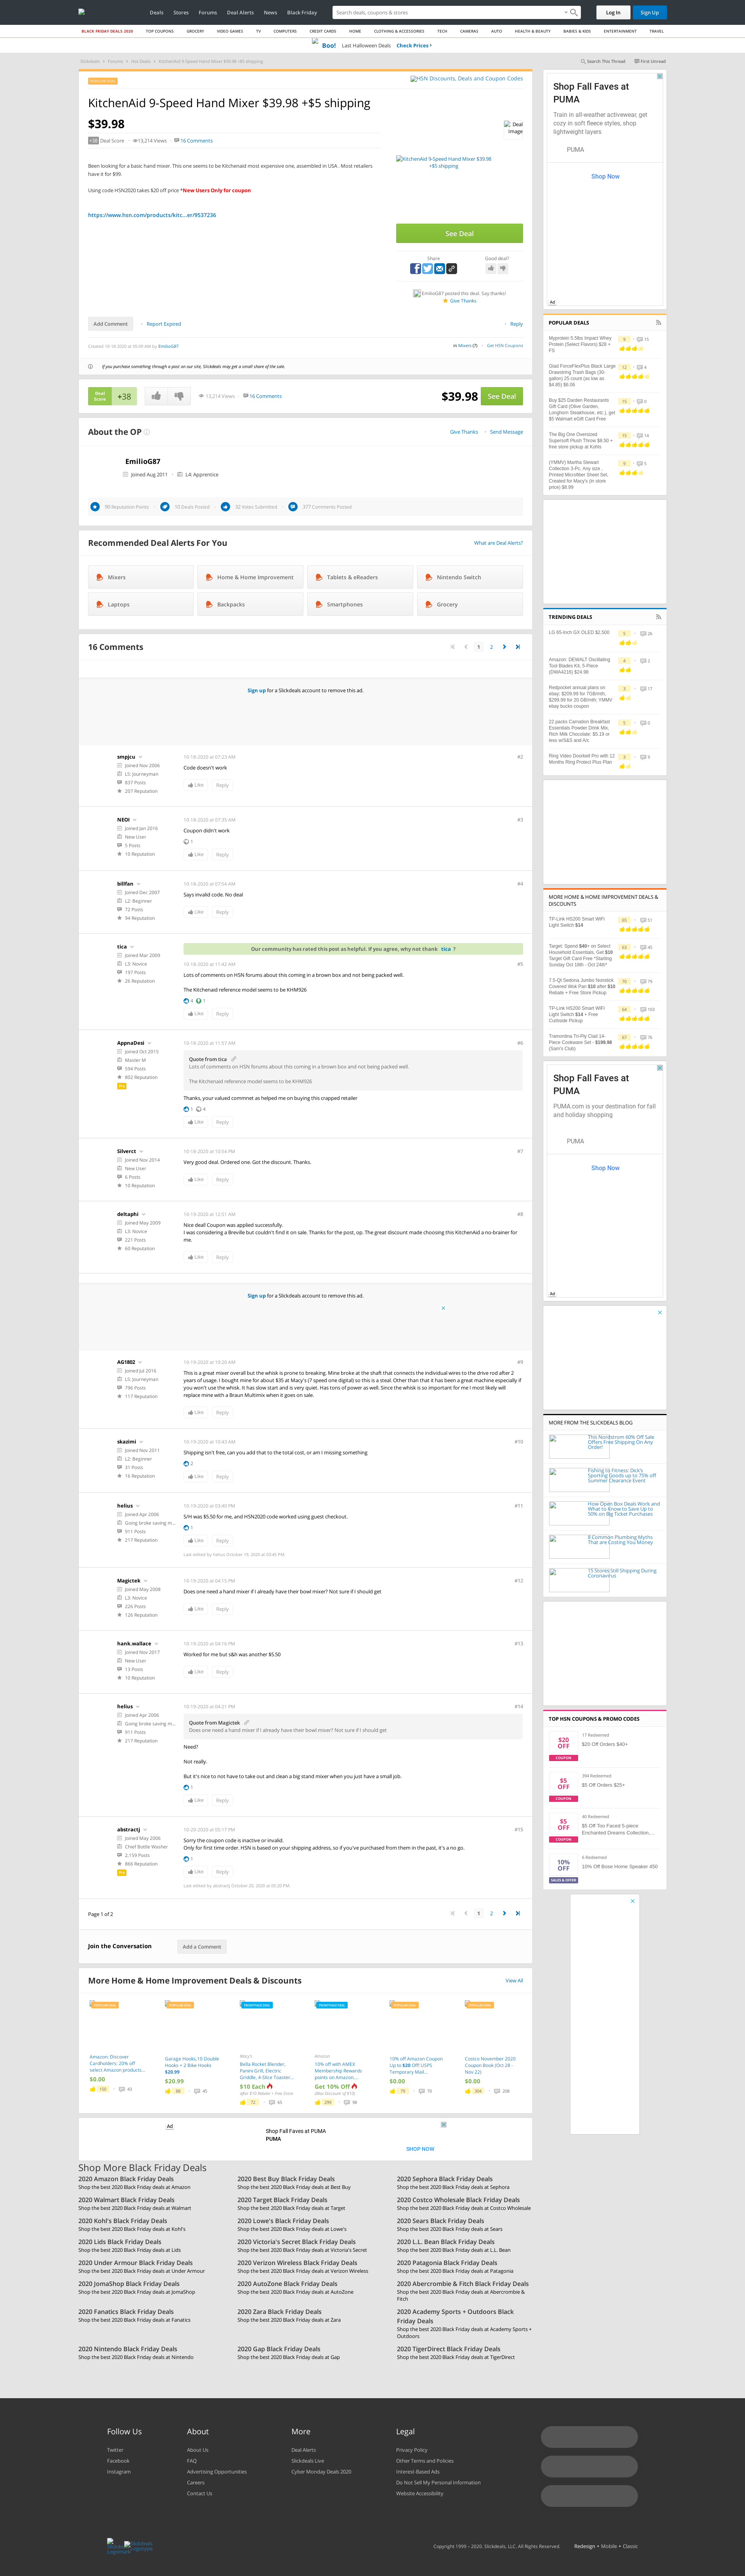 Deals Stores Forums Deal Alerts News Black Friday
Search deals, coupons & stores
Log In Sign Up
BLACK FRIDAY DEALS 2020 TOP COUPONS GROCERY VIDEO GAMES TV COMPUTERS CREDIT CARDS HOME CLOTHING & ACCESSORIES TECH CAMERAS AUTO HEALTH & BEAUTY BABIES & KIDS ENTERTAINMENT TRAVEL
Boo! Last Halloween Deals Check Prices
Slickdeals Forums Hot Deals KitchenAid 9-Speed Hand Mixer $39.98 +$5 shipping
Search This Thread First Unread
HSN Discounts, Deals and Coupon Codes
KitchenAid 9-Speed Hand Mixer $39.98 +$5 shipping
$39.98
Deal Image
+38 Deal Score 13,214 Views 16 Comments
Been looking for a basic hand mixer. This one seems to be Kitchenaid most expensive one, assembled in USA . Most retailers have it for $99.
Using code HSN2020 takes $20 off price *New Users Only for coupon
https://www.hsn.com/products/kitc...er/9537236
KitchenAid 9-Speed Hand Mixer $39.98 +$5 shipping
See Deal
Share Good deal?
EmilioG87 posted this deal. Say thanks!
Give Thanks
Add Comment Report Expired Reply
Created 10-18-2020 at 05:09 AM by EmilioG87
in Mixers (7) Get HSN Coupons
If you purchase something through a post on our site, Slickdeals may get a small share of the sale.
Deal Score +38 13,214 Views 16 Comments $39.98 See Deal
About the OP Give Thanks Send Message
EmilioG87
Joined Aug 2011 L4: Apprentice
90 Reputation Points 10 Deals Posted 32 Votes Submitted 377 Comments Posted
Recommended Deal Alerts For You What are Deal Alerts?
Mixers Home & Home Improvement Tablets & eReaders Nintendo Switch
Laptops Backpacks Smartphones Grocery
16 Comments 1 2
Sign up for a Slickdeals account to remove this ad.
smpjcu
Joined Nov 2006
L5: Journeyman
837 Posts
207 Reputation
10-18-2020 at 07:23 AM #2
Code doesn't work
Like Reply
NEOI
Joined Jan 2016
New User
5 Posts
10 Reputation
10-18-2020 at 07:35 AM #3
Coupon didn't work
1
Like Reply
billfan
Joined Dec 2007
L2: Beginner
72 Posts
94 Reputation
10-18-2020 at 07:54 AM #4
Says invalid code. No deal
Like Reply
tica
Joined Mar 2009
L3: Novice
197 Posts
26 Reputation
Our community has rated this post as helpful. If you agree, why not thank tica ?
10-18-2020 at 11:42 AM #5
Lots of comments on HSN forums about this coming in a brown box and not being packed well.
The Kitchenaid reference model seems to be KHM926
4 1
Like Reply
AppnaDesi
Joined Oct 2015
Master M
594 Posts
802 Reputation
Pro
10-18-2020 at 11:57 AM #6
Quote from tica
Lots of comments on HSN forums about this coming in a brown box and not being packed well.
The Kitchenaid reference model seems to be KHM926
Thanks, your valued commnet as helped me on buying this crapped retailer
1 4
Like Reply
Silverct
Joined Nov 2014
New User
6 Posts
10 Reputation
10-18-2020 at 10:54 PM #7
Very good deal. Ordered one. Got the discount. Thanks.
Like Reply
deltaphi
Joined May 2009
L3: Novice
221 Posts
60 Reputation
10-19-2020 at 12:51 AM #8
Nice deal! Coupon was applied successfully.
I was considering a Breville but couldn't find it on sale. Thanks for the post, op. The great discount made choosing this KitchenAid a no-brainer for me.
Like Reply
Sign up for a Slickdeals account to remove this ad.
AG1802
Joined Jul 2016
L5: Journeyman
796 Posts
117 Reputation
10-19-2020 at 10:20 AM #9
This is a great mixer overall but the whisk is prone to breaking. Mine broke at the shaft that connects the individual wires to the drive rod after 2 years of usage. It has ample power and is fairly robust. I bought mine for about $35 at Macy's (7 speed one digital) so this is a steal. Other than that I have not had a single complaint especially if you won't use the whisk. It has slow start and is very quiet. Has tons of power as well. Since the whisk is so important for me I most likely will replace mine with a Braun Multimix when it goes on sale.
Like Reply
skazimi
Joined Nov 2011
L2: Beginner
31 Posts
16 Reputation
10-19-2020 at 10:43 AM #10
Shipping isn't free, can you add that to the total cost, or am I missing something
2
Like Reply
helius
Joined Apr 2006
Going broke saving m...
911 Posts
217 Reputation
10-19-2020 at 03:40 PM #11
S/H was $5.50 for me, and HSN2020 code worked using guest checkout.
1
Like Reply
Last edited by helius October 19, 2020 at 03:45 PM
Magictek
Joined May 2008
L3: Novice
226 Posts
126 Reputation
10-19-2020 at 04:15 PM #12
Does one need a hand mixer if I already have their bowl mixer? Not sure if I should get
Like Reply
hank.wallace
Joined Nov 2017
New User
13 Posts
10 Reputation
10-19-2020 at 04:16 PM #13
Worked for me but s&h was another $5.50
Like Reply
helius
Joined Apr 2006
Going broke saving m...
911 Posts
217 Reputation
10-19-2020 at 04:21 PM #14
Quote from Magictek
Does one need a hand mixer if I already have their bowl mixer? Not sure if I should get
Need?
Not really.
But it's nice to not have to take out and clean a big stand mixer when you just have a small job.
1
Like Reply
abstractj
Joined May 2006
Chief Bottle Washer
2,159 Posts
866 Reputation
Pro
10-20-2020 at 05:17 PM #15
Sorry the coupon code is inactive or invalid.
Only for first time order. HSN is based on your shipping address, so if you've purchased from them in the past, it's a no go.
1
Like Reply
Last edited by abstractj October 20, 2020 at 05:20 PM
Page 1 of 2 1 2
Join the Conversation Add a Comment
More Home & Home Improvement Deals & Discounts View All
Amazon: Discover Cardholders: 20% off select Amazon products...
$0.00
150 43
Garage Hooks,10 Double Hooks + 2 Bike Hooks $20.99
$20.99
88 45
Macy's
Bella Rocket Blender, Panini Grill, Electric Griddle, 4 Slice Toaster...
$10 Each
72 65
Amazon
10% off with AMEX Membership Rewards points on Amazon....
Get 10% Off
299 98
10% off Amazon Coupon Up to $20 Off USPS Temporary Mail...
$0.00
79 70
Costco November 2020 Coupon Book (Oct 28 - Nov 22)
$0.00
304 208
Ad
Shop Fall Faves at PUMA
PUMA
SHOP NOW
Shop More Black Friday Deals
2020 Amazon Black Friday Deals
Shop the best 2020 Black Friday deals at Amazon
2020 Best Buy Black Friday Deals
Shop the best 2020 Black Friday deals at Best Buy
2020 Sephora Black Friday Deals
Shop the best 2020 Black Friday deals at Sephora
2020 Walmart Black Friday Deals
Shop the best 2020 Black Friday deals at Walmart
2020 Target Black Friday Deals
Shop the best 2020 Black Friday deals at Target
2020 Costco Wholesale Black Friday Deals
Shop the best 2020 Black Friday deals at Costco Wholesale
2020 Kohl's Black Friday Deals
Shop the best 2020 Black Friday deals at Kohl's
2020 Lowe's Black Friday Deals
Shop the best 2020 Black Friday deals at Lowe's
2020 Sears Black Friday Deals
Shop the best 2020 Black Friday deals at Sears
2020 Lids Black Friday Deals
Shop the best 2020 Black Friday deals at Lids
2020 Victoria's Secret Black Friday Deals
Shop the best 2020 Black Friday deals at Victoria's Secret
2020 L.L. Bean Black Friday Deals
Shop the best 2020 Black Friday deals at L.L. Bean
2020 Under Armour Black Friday Deals
Shop the best 2020 Black Friday deals at Under Armour
2020 Verizon Wireless Black Friday Deals
Shop the best 2020 Black Friday deals at Verizon Wireless
2020 Patagonia Black Friday Deals
Shop the best 2020 Black Friday deals at Patagonia
2020 JomaShop Black Friday Deals
Shop the best 2020 Black Friday deals at JomaShop
2020 AutoZone Black Friday Deals
Shop the best 2020 Black Friday deals at AutoZone
2020 Abercrombie & Fitch Black Friday Deals
Shop the best 2020 Black Friday deals at Abercrombie & Fitch
2020 Fanatics Black Friday Deals
Shop the best 2020 Black Friday deals at Fanatics
2020 Zara Black Friday Deals
Shop the best 2020 Black Friday deals at Zara
2020 Academy Sports + Outdoors Black Friday Deals
Shop the best 2020 Black Friday deals at Academy Sports + Outdoors
2020 Nintendo Black Friday Deals
Shop the best 2020 Black Friday deals at Nintendo
2020 Gap Black Friday Deals
Shop the best 2020 Black Friday deals at Gap
2020 TigerDirect Black Friday Deals
Shop the best 2020 Black Friday deals at TigerDirect
Shop Fall Faves at PUMA
Train in all-weather activewear, get cozy in soft fleece styles, shop lightweight layers
PUMA
Shop Now
Ad
POPULAR DEALS
Myprotein 5.5lbs Impact Whey Protein (Select Flavors) $28 + FS 9 15
Glad ForceFlexPlus Black Large Drawstring Trash Bags (30-gallon) 25 count (as low as $4.85) $6.06 12 4
Buy $25 Darden Restaurants Gift Card (Olive Garden, Longhorn Steakhouse, etc.), get $5 Walmart eGift Card Free 15 0
The Big One Oversized Supersoft Plush Throw $8.50 + free store pickup at Kohls 15 14
(YMMV) Martha Stewart Collection 3-Pc. Any size , Printed Microfiber Sheet Set, Created for Macy's (in store price) $6.99 9 5
TRENDING DEALS
LG 65-inch GX OLED $2,500 5 26
Amazon: DEWALT Oscillating Tool Blades Kit, 5-Piece (DWA4216) $24.98 4 2
Redpocket annual plans on ebay: $209.99 for 7GB/mth, $299.99 for 20 GB/mth, YMMV ebay bucks coupon 3 17
22 packs Carnation Breakfast Essentials Powder Drink Mix, Rich Milk Chocolate: $5.19 or less w/S&S and A/c 5 0
Ring Video Doorbell Pro with 12 Months Ring Protect Plus Plan 3 9
MORE HOME & HOME IMPROVEMENT DEALS & DISCOUNTS
TP-Link HS200 Smart WiFi Light Switch $14 65 51
Target: Spend $40+ on Select Household Essentials, Get $10 Target Gift Card Free *Starting Sunday Oct 18th - Oct 24th* 63 45
7.5-Qt Sedona Jumbo Nonstick Covered Wok Pan $10 after $10 Rebate + Free Store Pickup 70 79
TP-Link HS200 Smart WiFi Light Switch $14 + Free Curbside Pickup 64 103
Tramontina Tri-Ply Clad 14-Piece Cookware Set - $199.98 (Sam's Club) 67 76
Shop Fall Faves at PUMA
PUMA.com is your destination for fall and holiday shopping
PUMA
Shop Now
Ad
MORE FROM THE SLICKDEALS BLOG
This Nordstrom 60% Off Sale Offers Free Shipping On Any Order!
Fishing to Fitness: Dick's Sporting Goods up to 75% off Summer Clearance Event
How Open Box Deals Work and What to Know to Save Up to 50% on Big Ticket Purchases
8 Common Plumbing Myths That are Costing You Money
15 Stores Still Shipping During Coronavirus
TOP HSN COUPONS & PROMO CODES
$20 OFF COUPON
17 Redeemed
$20 Off Orders $40+
$5 OFF COUPON
394 Redeemed
$5 Off Orders $25+
$5 OFF COUPON
40 Redeemed
$5 Off Too Faced 5-piece Enchanted Dreams Collection,...
10% OFF SALES & OFFER
6 Redeemed
10% Off Bose Home Speaker 450
Follow Us
Twitter
Facebook
Instagram
About
About Us
FAQ
Advertising Opportunities
Careers
Contact Us
More
Deal Alerts
Slickdeals Live
Cyber Monday Deals 2020
Legal
Privacy Policy
Other Terms and Policies
Interest-Based Ads
Do Not Sell My Personal Information
Website Accessibility
Copyright 1999 - 2020. Slickdeals, LLC. All Rights Reserved. Redesign • Mobile • Classic